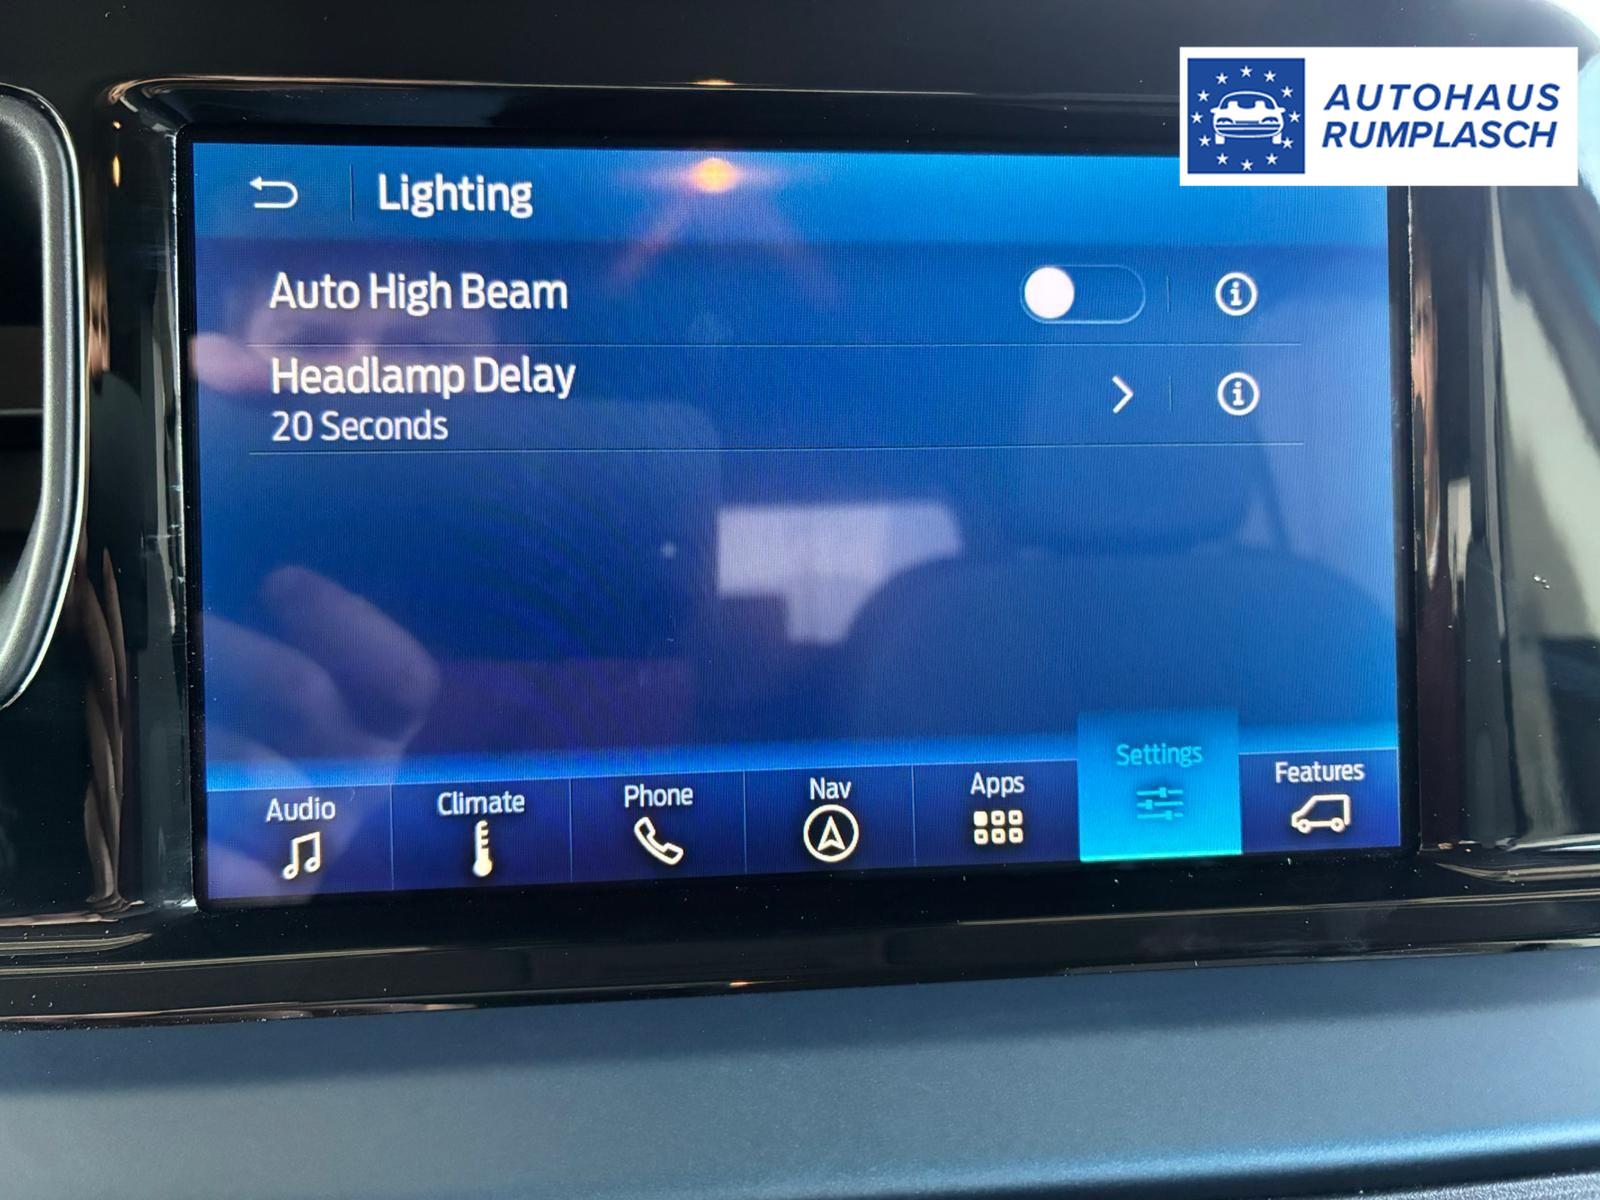 AUTOHAUS
RUMPLASCH
Lighting
Auto High Beam
Headlamp Delay
20 Seconds
Audio
Climate
Phone
Nav
Apps
Settings
Features